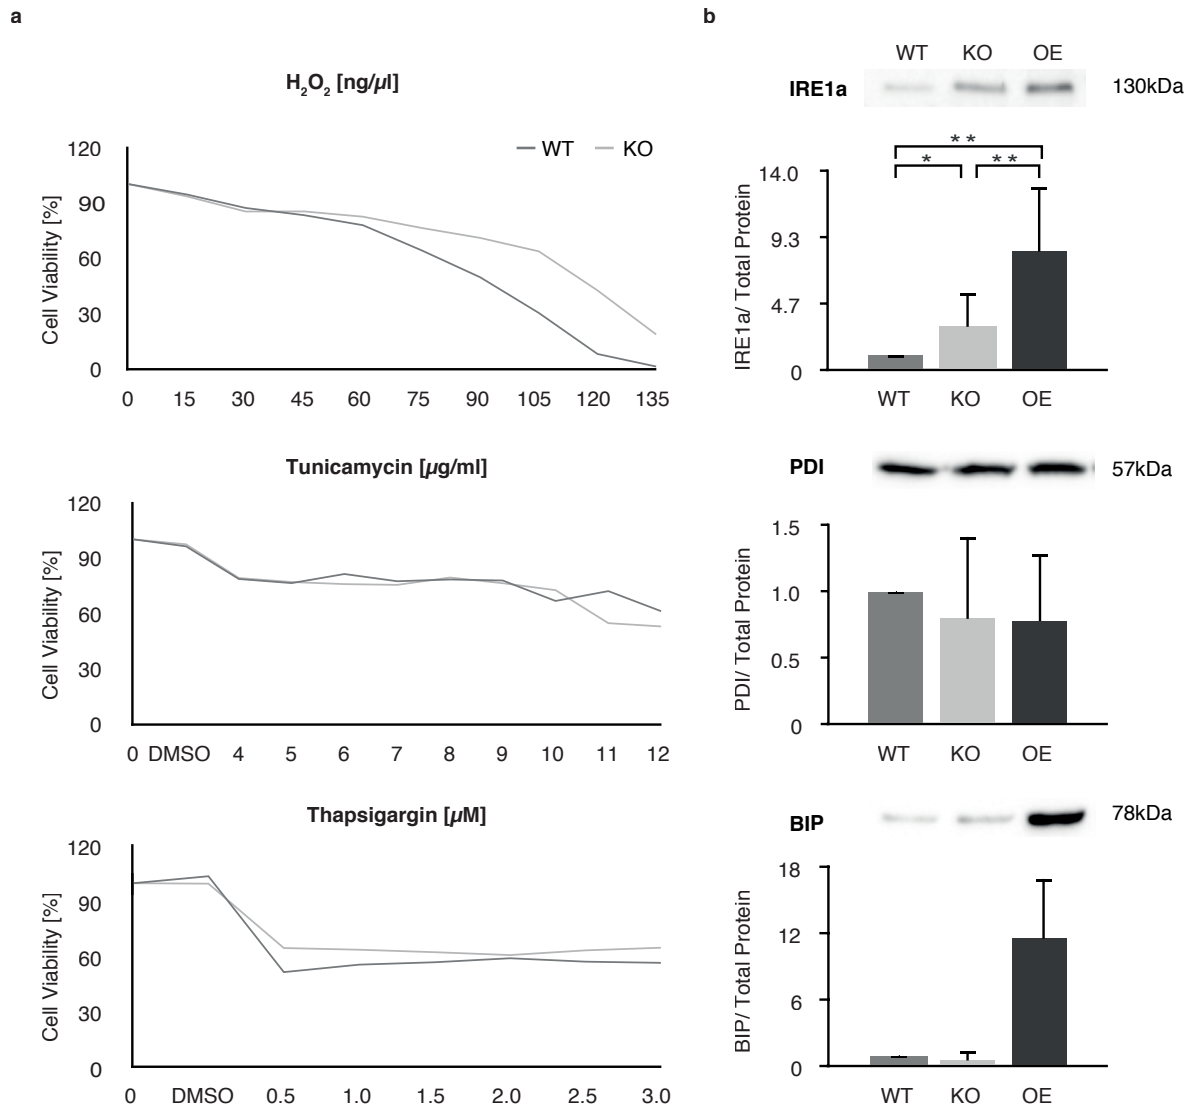 a
H₂O₂ [ng/µl]
120
90
60
30
0
Cell Viability [%]
WT KO
0 15 30 45 60 75 90 105 120 135
Tunicamycin [µg/ml]
120
90
60
30
0
Cell Viability [%]
0 DMSO 4 5 6 7 8 9 10 11 12
Thapsigargin [µM]
120
90
60
30
0
Cell Viability [%]
0 DMSO 0.5 1.0 1.5 2.0 2.5 3.0
b
WT KO OE
IRE1a 130kDa
**
* **
14.0
9.3
4.7
0
IRE1a/ Total Protein
WT KO OE
PDI 57kDa
1.5
1.0
0.5
0
PDI/ Total Protein
WT KO OE
BIP 78kDa
18
12
6
0
BIP/ Total Protein
WT KO OE